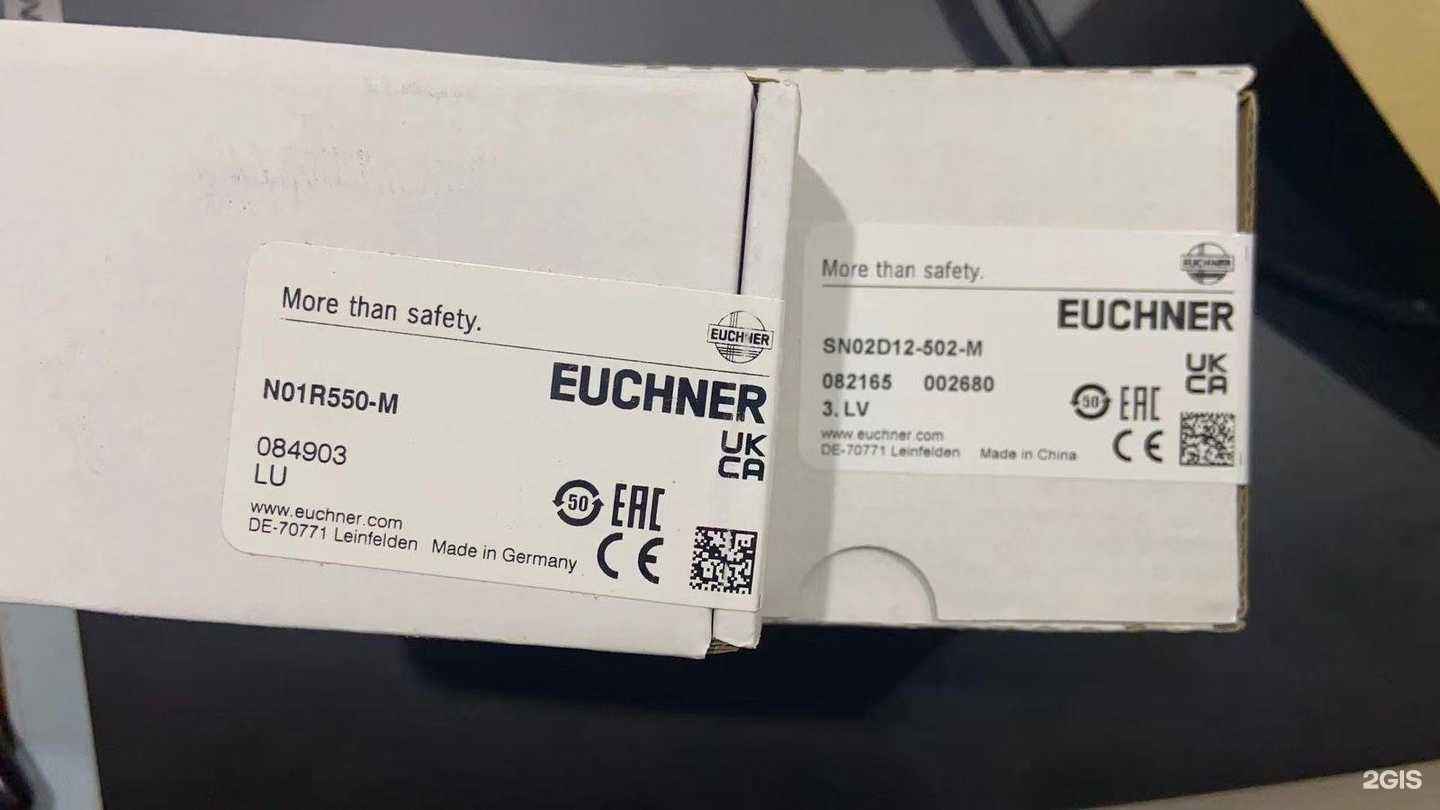 More than safety.
EUCHNER
EUCHNER
N01R550-M
UK
CA
084903
LU
50 EAC
www.euchner.com
DE-70771 Leinfelden Made in Germany
CE
More than safety.
EUCHNER
EUCHNER
SN02D12-502-M
UK
CA
082165 002680
50 EAC
3. LV
www.euchner.com
DE-70771 Leinfelden Made in China
CE
2GIS